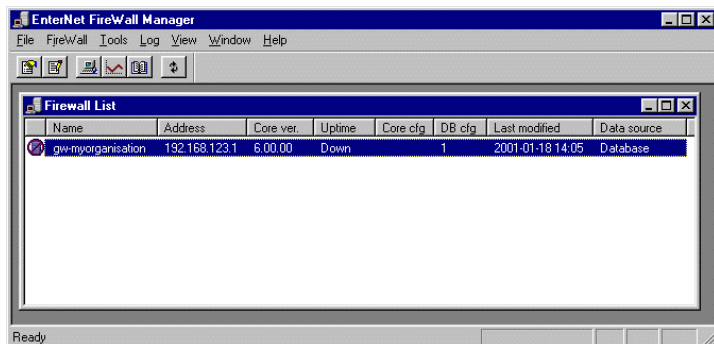 EnterNet FireWall Manager
File FireWall Tools Log View Window Help
Firewall List
Name Address Core ver. Uptime Core cfg DB cfg Last modified Data source
gw-myorganisation 192.168.123.1 6.00.00 Down 1 2001-01-18 14:05 Database
Ready